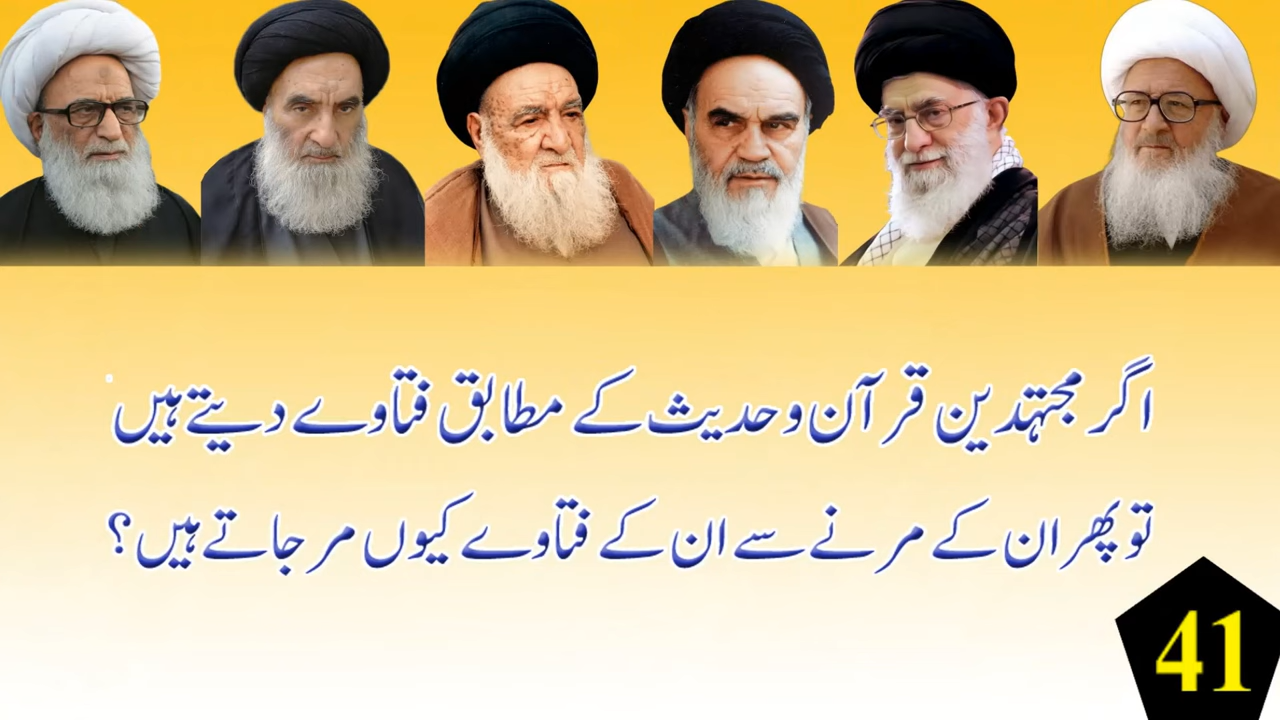 اگر مجتہدین قرآن و حدیث کے مطابق فتاوے دیتے ہیں
تو پھر ان کے مرنے سے ان کے فتاوے کیوں مر جاتے ہیں؟
41